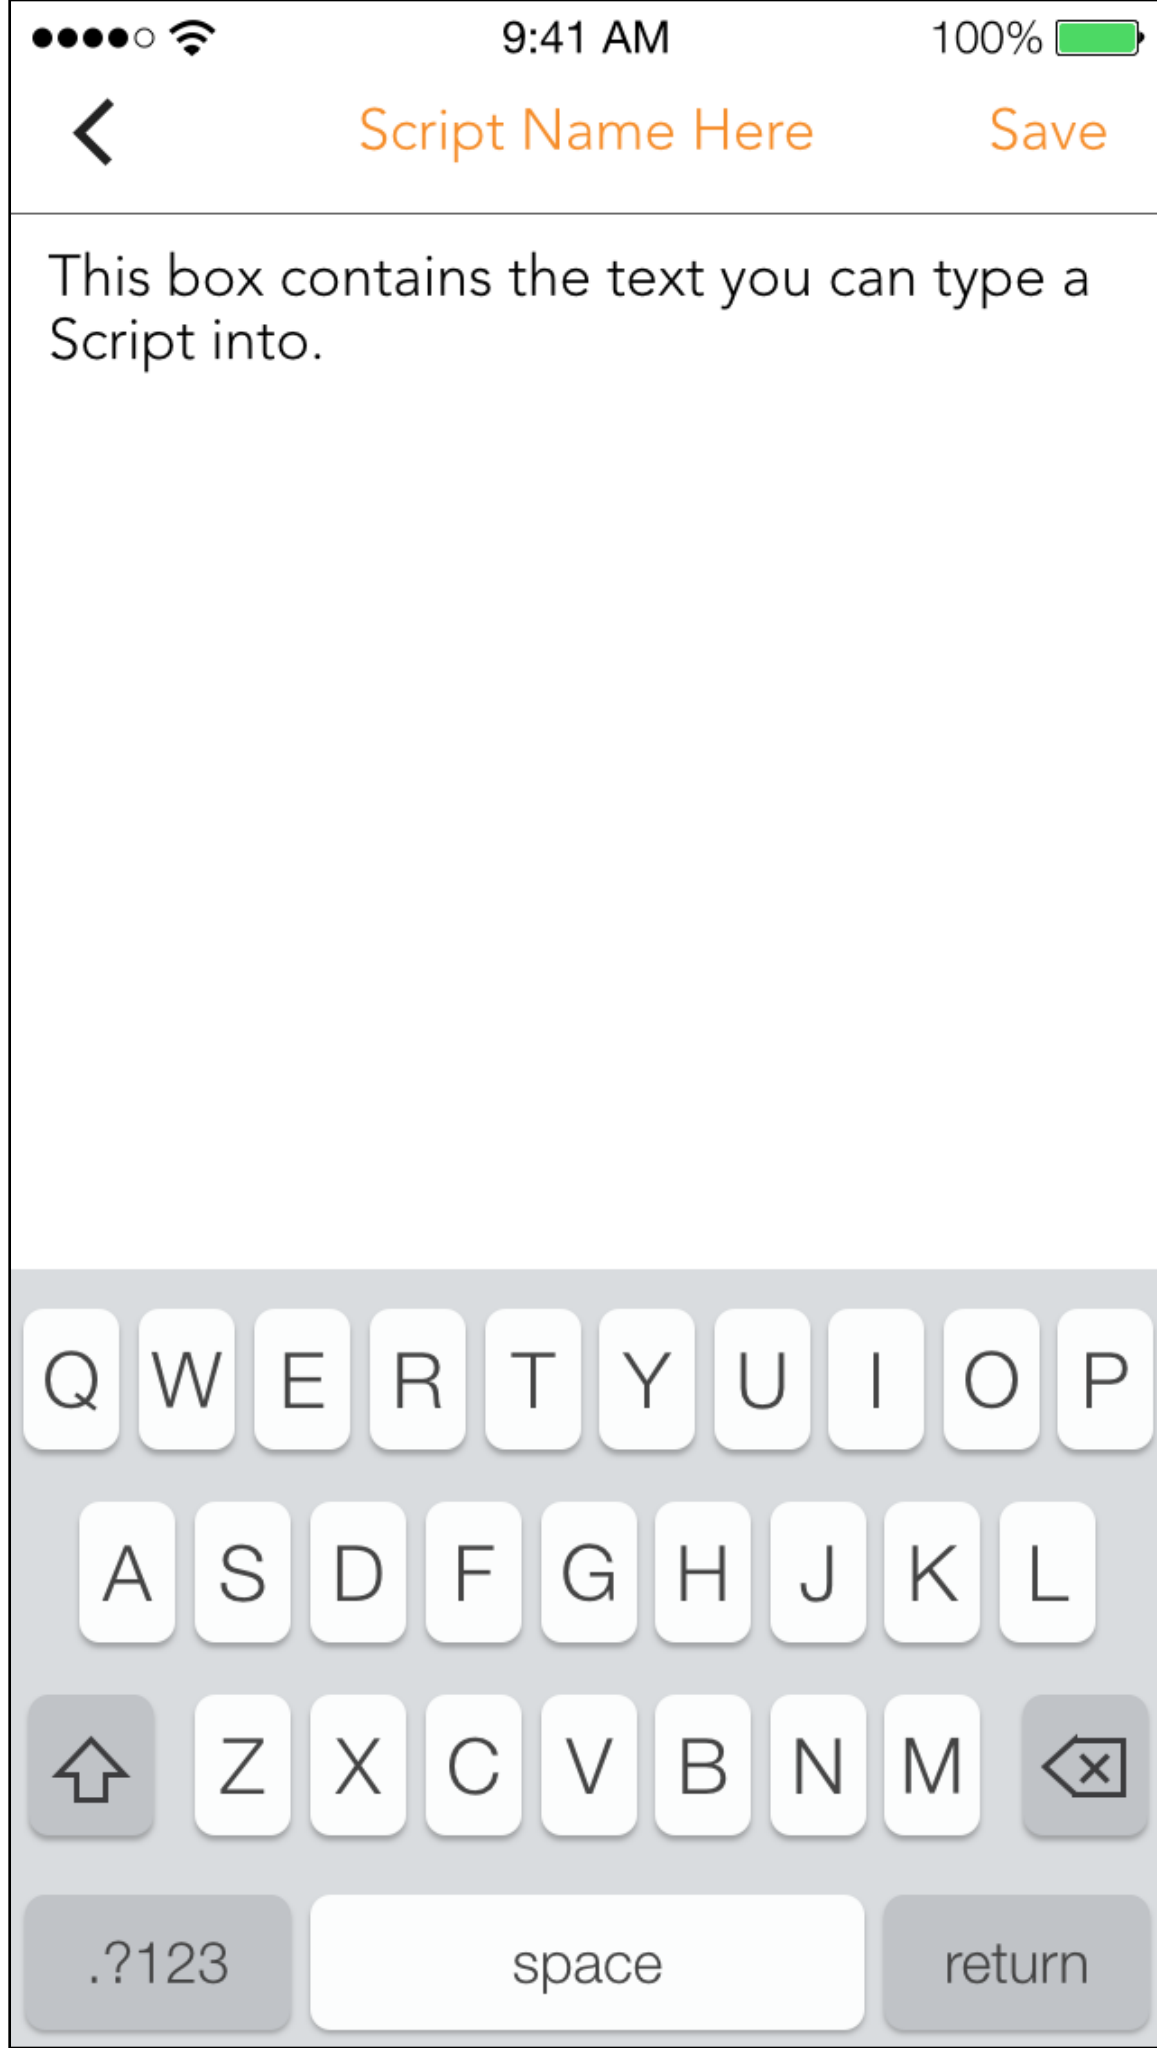 9:41 AM 100%
Script Name Here Save
This box contains the text you can type a
Script into.
Q W E R T Y U I O P
A S D F G H J K L
Z X C V B N M
.?123 space return